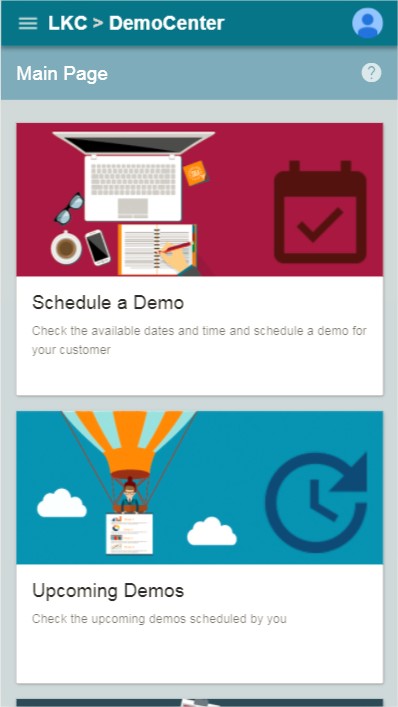 LKC > DemoCenter
Main Page
Schedule a Demo
Check the available dates and time and schedule a demo for
your customer
Upcoming Demos
Check the upcoming demos scheduled by you